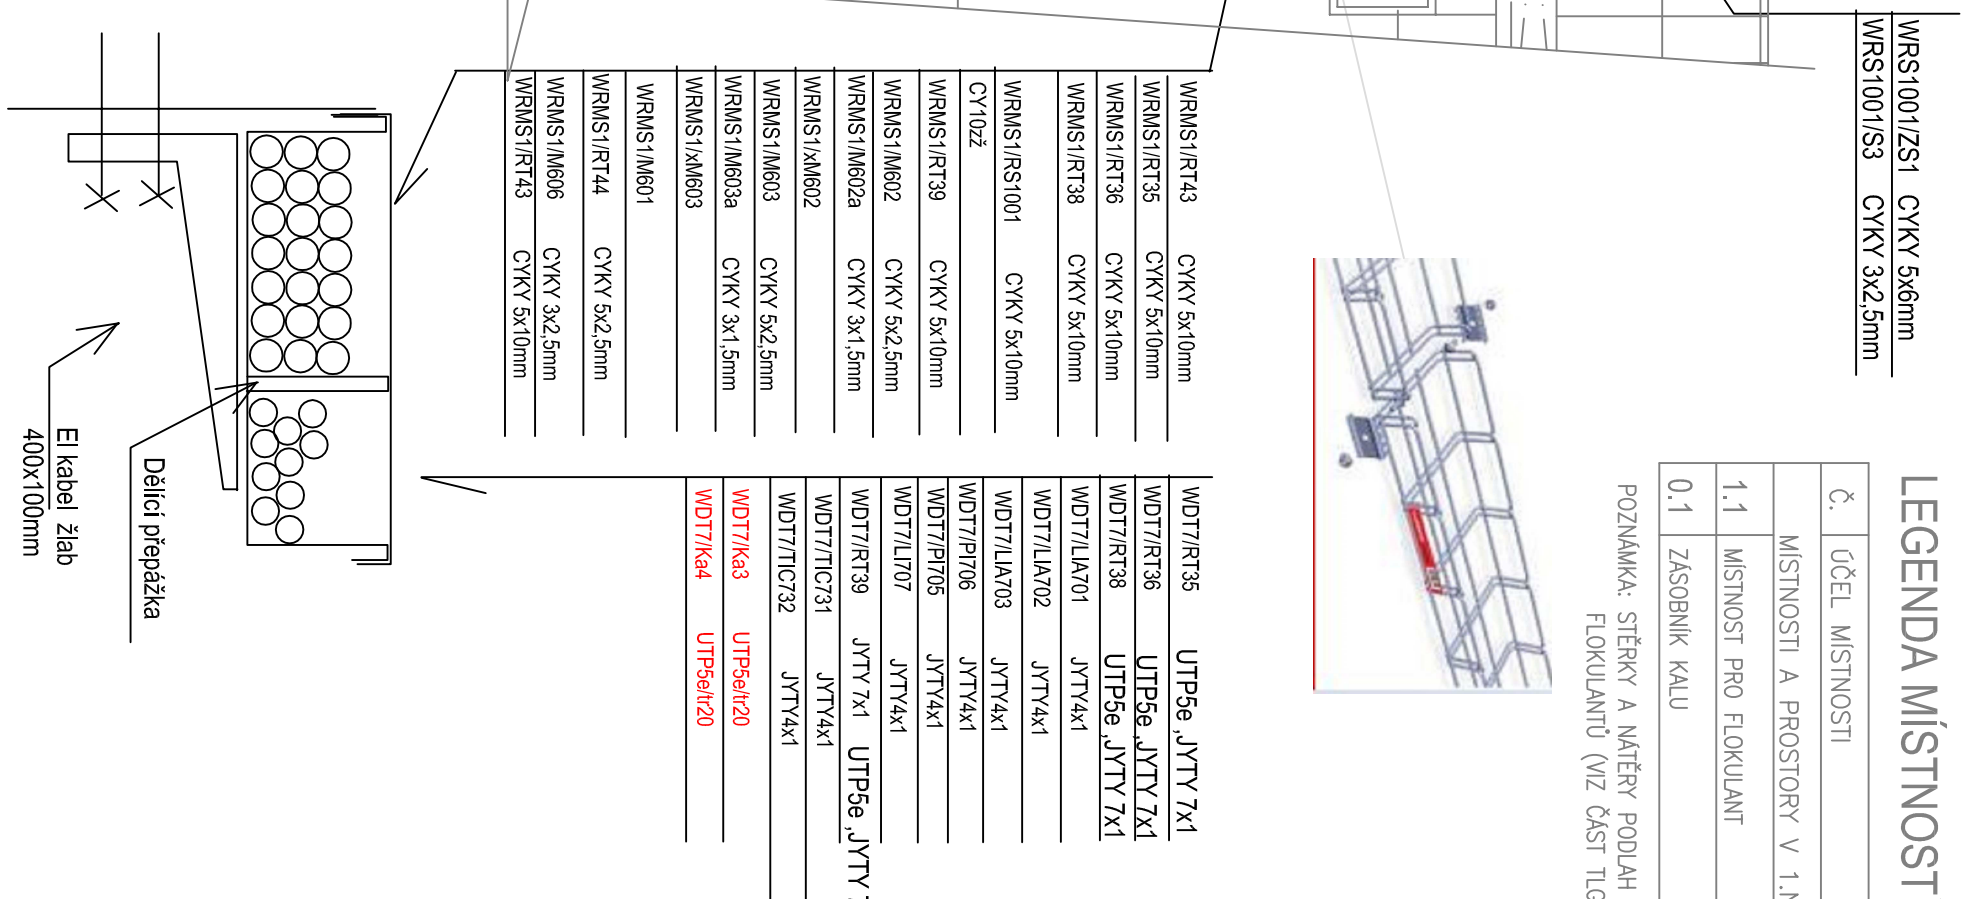 WRS1001/ZS1 CYKY 5x6mm
WRS1001/S3 CYKY 3x2,5mm
WRMS1/RT43 CYKY 5x10mm
WRMS1/RT35 CYKY 5x10mm
WRMS1/RT36 CYKY 5x10mm
WRMS1/RT38 CYKY 5x10mm
WRMS1/RS1001 CYKY 5x10mm
CY10zž
WRMS1/RT39 CYKY 5x10mm
WRMS1/M602 CYKY 5x2,5mm
WRMS1/M602a CYKY 3x1,5mm
WRMS1/xM602
WRMS1/M603 CYKY 5x2,5mm
WRMS1/M603a CYKY 3x1,5mm
WRMS1/xM603
WRMS1/M601
WRMS1/RT44 CYKY 5x2,5mm
WRMS1/M606 CYKY 3x2,5mm
WRMS1/RT43 CYKY 5x10mm
WDT7/RT35 UTP5e ,JYTY 7x1
WDT7/RT36 UTP5e ,JYTY 7x1
WDT7/RT38 UTP5e ,JYTY 7x1
WDT7/LIA701 JYTY4x1
WDT7/LIA702 JYTY4x1
WDT7/LIA703 JYTY4x1
WDT7/PI706 JYTY4x1
WDT7/PI705 JYTY4x1
WDT7/LI707 JYTY4x1
WDT7/RT39 JYTY 7x1 UTP5e ,JYTY
WDT7/TIC731 JYTY4x1
WDT7/TIC732 JYTY4x1
WDT7/Ka3 UTP5e/tr20
WDT7/Ka4 UTP5e/tr20
Dělící přepážka
El kabel žlab
400x100mm
LEGENDA MÍSTNOST
Č. ÚČEL MÍSTNOSTI
MÍSTNOSTI A PROSTORY V 1.N
1.1 MÍSTNOST PRO FLOKULANT
0.1 ZÁSOBNÍK KALU
POZNÁMKA: STĚRKY A NÁTĚRY PODLAH
FLOKULANTŮ (VIZ ČÁST TLG